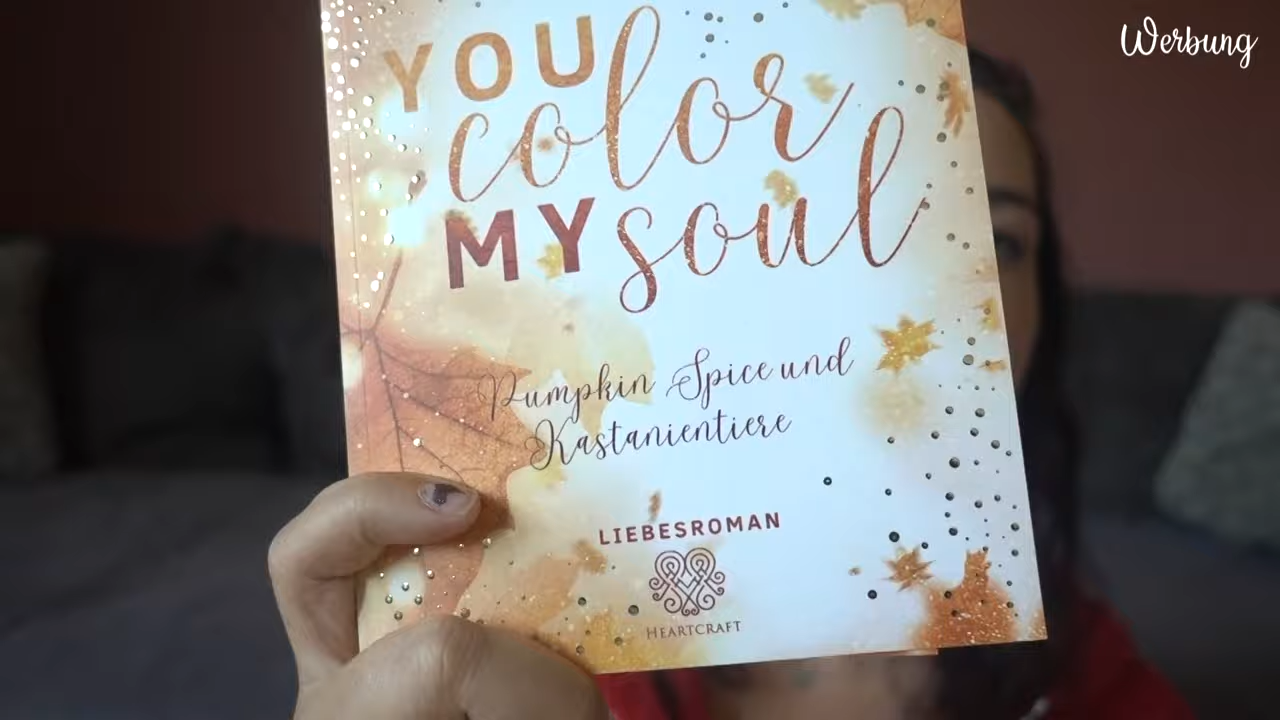 Werbung
YOU
color
MY soul
Pumpkin Spice und
Kastanientiere
LIEBESROMAN
HEARTCRAFT